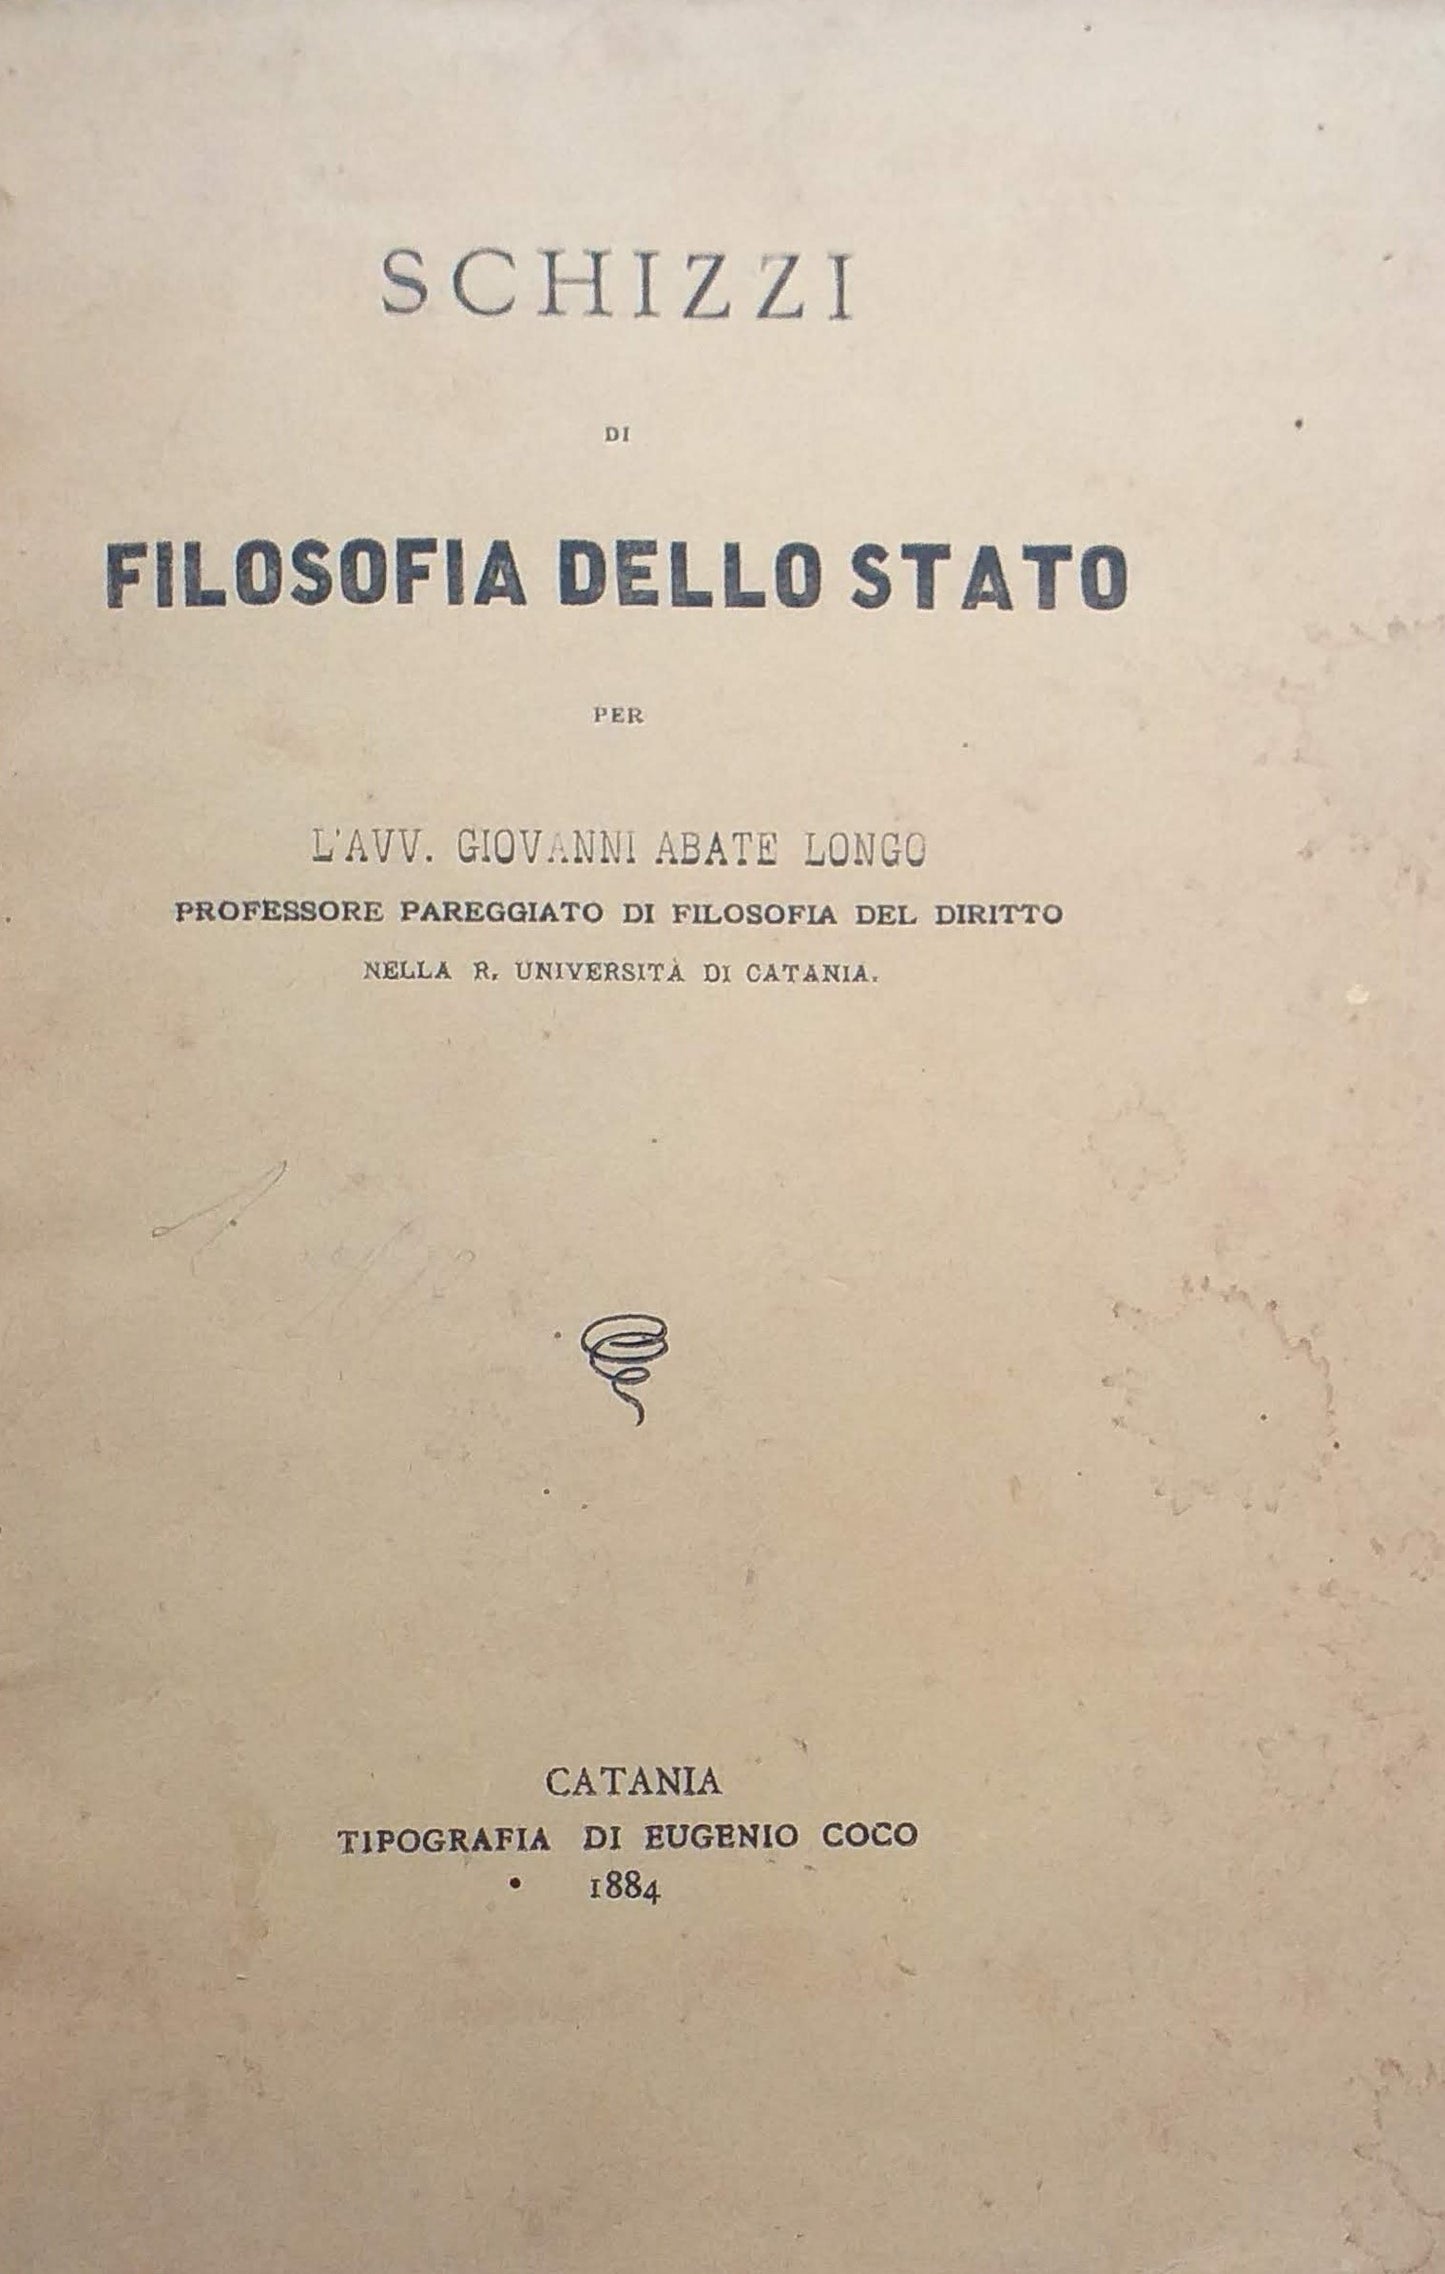 SCHIZZI
DI
FILOSOFIA DELLO STATO
PER
L'AVV. GIOVANNI ABATE LONGO
PROFESSORE PAREGGIATO DI FILOSOFIA DEL DIRITTO
NELLA R. UNIVERSITÀ DI CATANIA.
CATANIA
TIPOGRAFIA DI EUGENIO COCO
1884